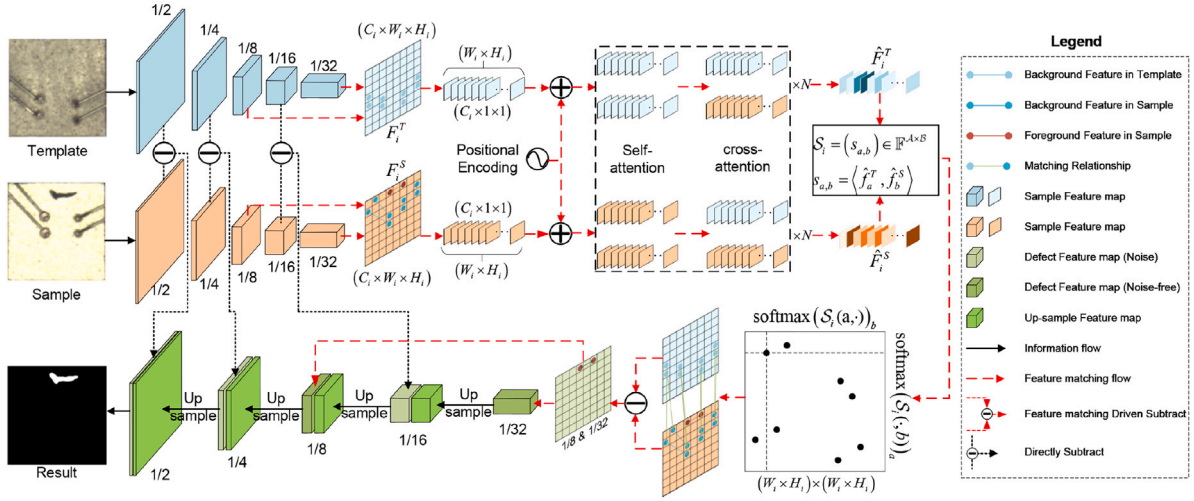 1/2
1/4
1/8
1/16
1/32
(C_i × W_i × H_i)
F_i^T
(W_i × H_i)
(C_i × 1 × 1)
Template
Positional
Encoding
Self-
attention
cross-
attention
×N
F̂_i^T
S_i = (s_{a,b}) ∈ 𝔽^{A×B}
s_{a,b} = ⟨f̂_a^T, f̂_b^S⟩
F_i^S
(C_i × 1 × 1)
(W_i × H_i)
×N
F̂_i^S
Sample
1/2
1/4
1/8
1/16
1/32
(C_i × W_i × H_i)
softmax(S_i(a,·))_b
softmax(S_i(·,b))_a
(W_i × H_i)×(W_i × H_i)
1/8 & 1/32
1/32
Up
sample
1/16
Up
sample
1/8
Up
sample
1/4
Up
sample
1/2
Result
Legend
Background Feature in Template
Background Feature in Sample
Foreground Feature in Sample
Matching Relationship
Sample Feature map
Sample Feature map
Defect Feature map (Noise)
Defect Feature map (Noise-free)
Up-sample Feature map
Information flow
Feature matching flow
Feature matching Driven Subtract
Directly Subtract